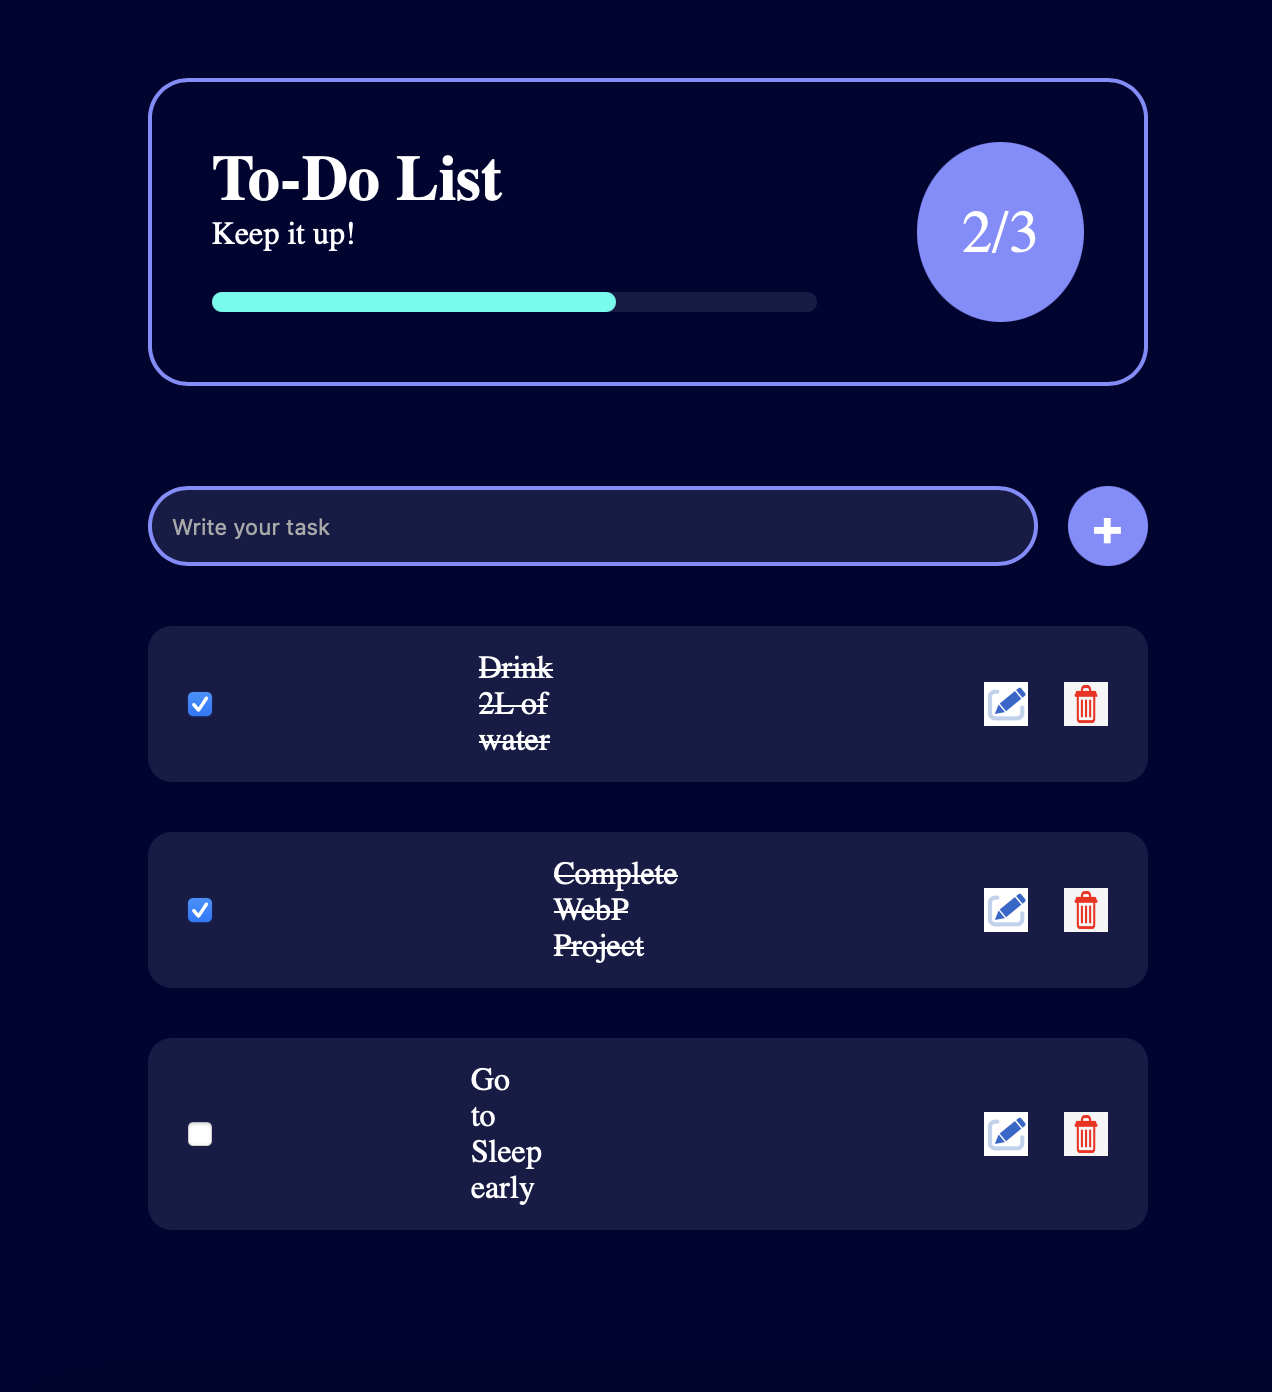 To-Do List
Keep it up!
2/3
Write your task
+
Drink
2L of
water
Complete
WebP
Project
Go
to
Sleep
early